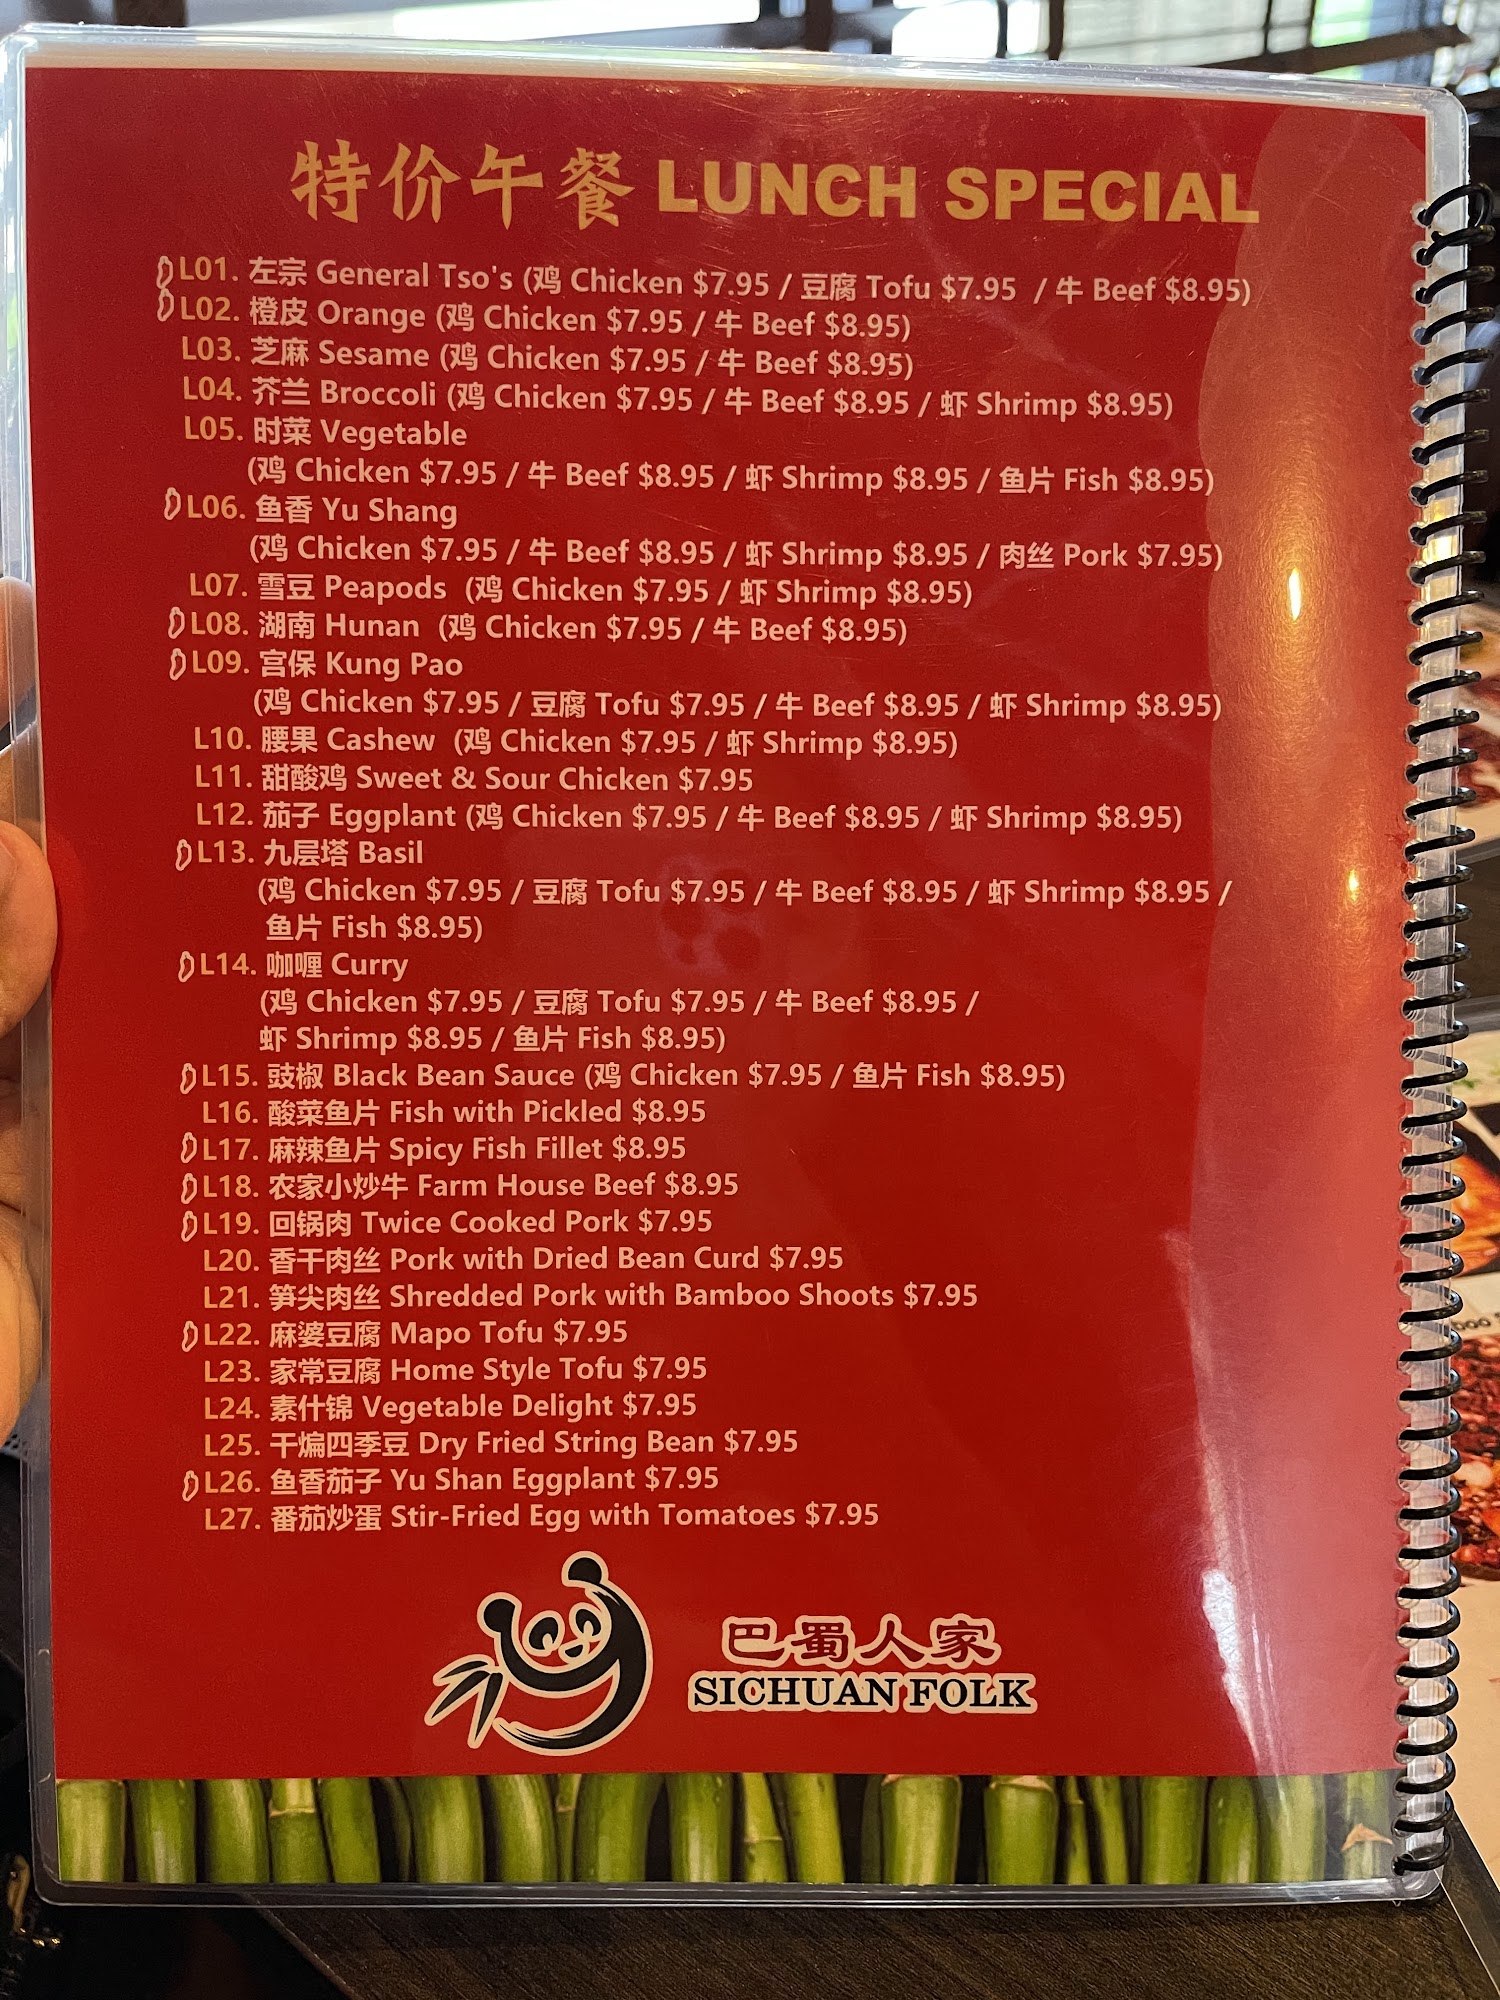 特价午餐 LUNCH SPECIAL
L01. 左宗 General Tso's (鸡 Chicken $7.95 / 豆腐 Tofu $7.95 / 牛 Beef $8.95)
L02. 橙皮 Orange (鸡 Chicken $7.95 / 牛 Beef $8.95)
L03. 芝麻 Sesame (鸡 Chicken $7.95 / 牛 Beef $8.95)
L04. 芥兰 Broccoli (鸡 Chicken $7.95 / 牛 Beef $8.95 / 虾 Shrimp $8.95)
L05. 时菜 Vegetable
(鸡 Chicken $7.95 / 牛 Beef $8.95 / 虾 Shrimp $8.95 / 鱼片 Fish $8.95)
L06. 鱼香 Yu Shang
(鸡 Chicken $7.95 / 牛 Beef $8.95 / 虾 Shrimp $8.95 / 肉丝 Pork $7.95)
L07. 雪豆 Peapods (鸡 Chicken $7.95 / 虾 Shrimp $8.95)
L08. 湖南 Hunan (鸡 Chicken $7.95 / 牛 Beef $8.95)
L09. 宫保 Kung Pao
(鸡 Chicken $7.95 / 豆腐 Tofu $7.95 / 牛 Beef $8.95 / 虾 Shrimp $8.95)
L10. 腰果 Cashew (鸡 Chicken $7.95 / 虾 Shrimp $8.95)
L11. 甜酸鸡 Sweet & Sour Chicken $7.95
L12. 茄子 Eggplant (鸡 Chicken $7.95 / 牛 Beef $8.95 / 虾 Shrimp $8.95)
L13. 九层塔 Basil
(鸡 Chicken $7.95 / 豆腐 Tofu $7.95 / 牛 Beef $8.95 / 虾 Shrimp $8.95 /
鱼片 Fish $8.95)
L14. 咖喱 Curry
(鸡 Chicken $7.95 / 豆腐 Tofu $7.95 / 牛 Beef $8.95 /
虾 Shrimp $8.95 / 鱼片 Fish $8.95)
L15. 豉椒 Black Bean Sauce (鸡 Chicken $7.95 / 鱼片 Fish $8.95)
L16. 酸菜鱼片 Fish with Pickled $8.95
L17. 麻辣鱼片 Spicy Fish Fillet $8.95
L18. 农家小炒牛 Farm House Beef $8.95
L19. 回锅肉 Twice Cooked Pork $7.95
L20. 香干肉丝 Pork with Dried Bean Curd $7.95
L21. 笋尖肉丝 Shredded Pork with Bamboo Shoots $7.95
L22. 麻婆豆腐 Mapo Tofu $7.95
L23. 家常豆腐 Home Style Tofu $7.95
L24. 素什锦 Vegetable Delight $7.95
L25. 干煸四季豆 Dry Fried String Bean $7.95
L26. 鱼香茄子 Yu Shan Eggplant $7.95
L27. 番茄炒蛋 Stir-Fried Egg with Tomatoes $7.95
巴蜀人家
SICHUAN FOLK